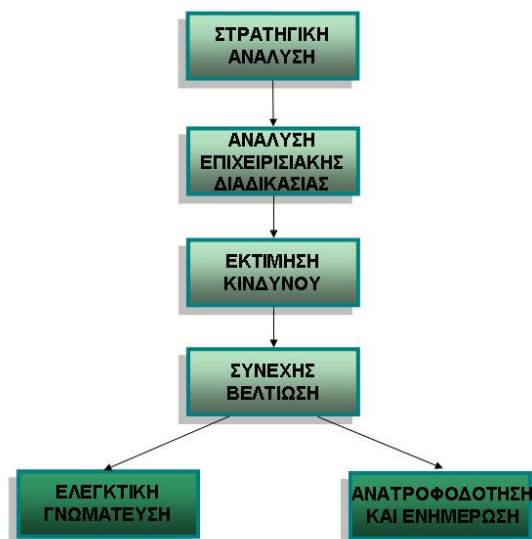 ΣΤΡΑΤΗΓΙΚΗ
ΑΝΑΛΥΣΗ
ΑΝΑΛΥΣΗ
ΕΠΙΧΕΙΡΙΣΙΑΚΗΣ
ΔΙΑΔΙΚΑΣΙΑΣ
ΕΚΤΙΜΗΣΗ
ΚΙΝΔΥΝΟΥ
ΣΥΝΕΧΗΣ
ΒΕΛΤΙΩΣΗ
ΕΛΕΓΚΤΙΚΗ
ΓΝΩΜΑΤΕΥΣΗ
ΑΝΑΤΡΟΦΟΔΟΤΗΣΗ
ΚΑΙ ΕΝΗΜΕΡΩΣΗ